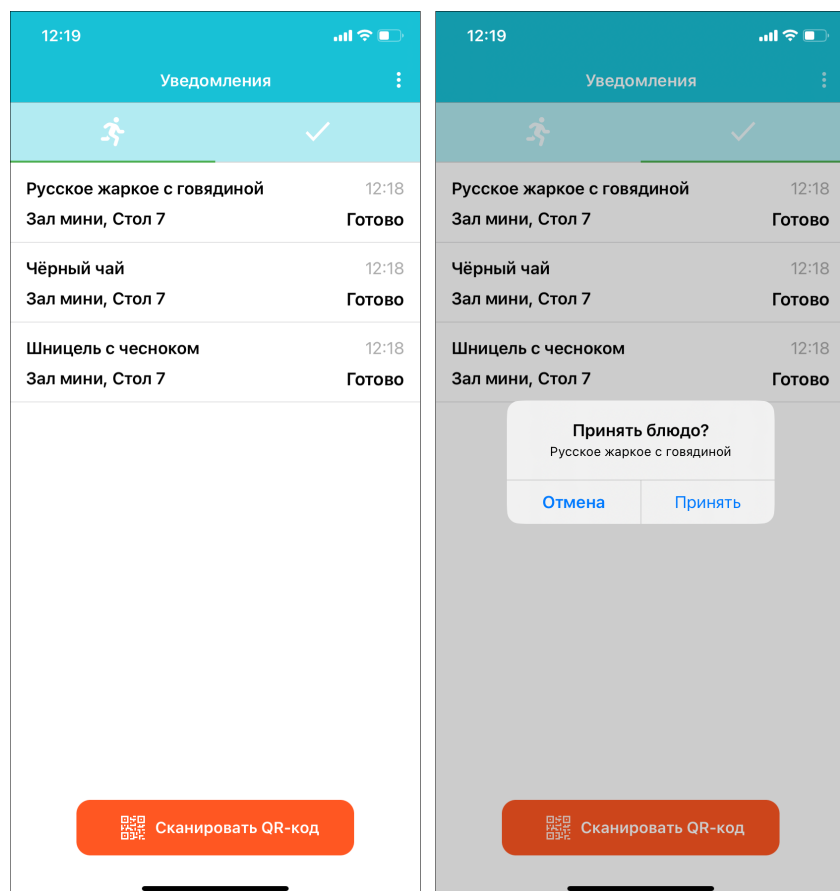 12:19
Уведомления
Русское жаркое с говядиной 12:18
Зал мини, Стол 7 Готово
Чёрный чай 12:18
Зал мини, Стол 7 Готово
Шницель с чесноком 12:18
Зал мини, Стол 7 Готово
Сканировать QR-код
12:19
Уведомления
Русское жаркое с говядиной 12:18
Зал мини, Стол 7 Готово
Чёрный чай 12:18
Зал мини, Стол 7 Готово
Шницель с чесноком 12:18
Зал мини, Стол 7 Готово
Принять блюдо?
Русское жаркое с говядиной
Отмена Принять
Сканировать QR-код